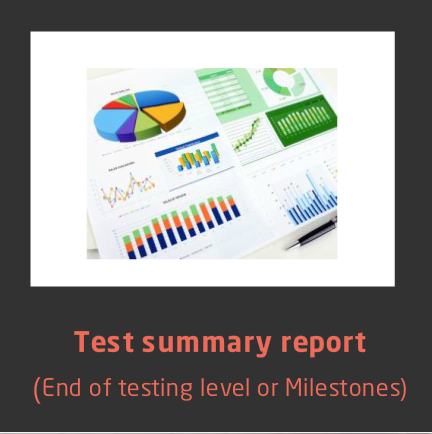 Test summary report
(End of testing level or Milestones)